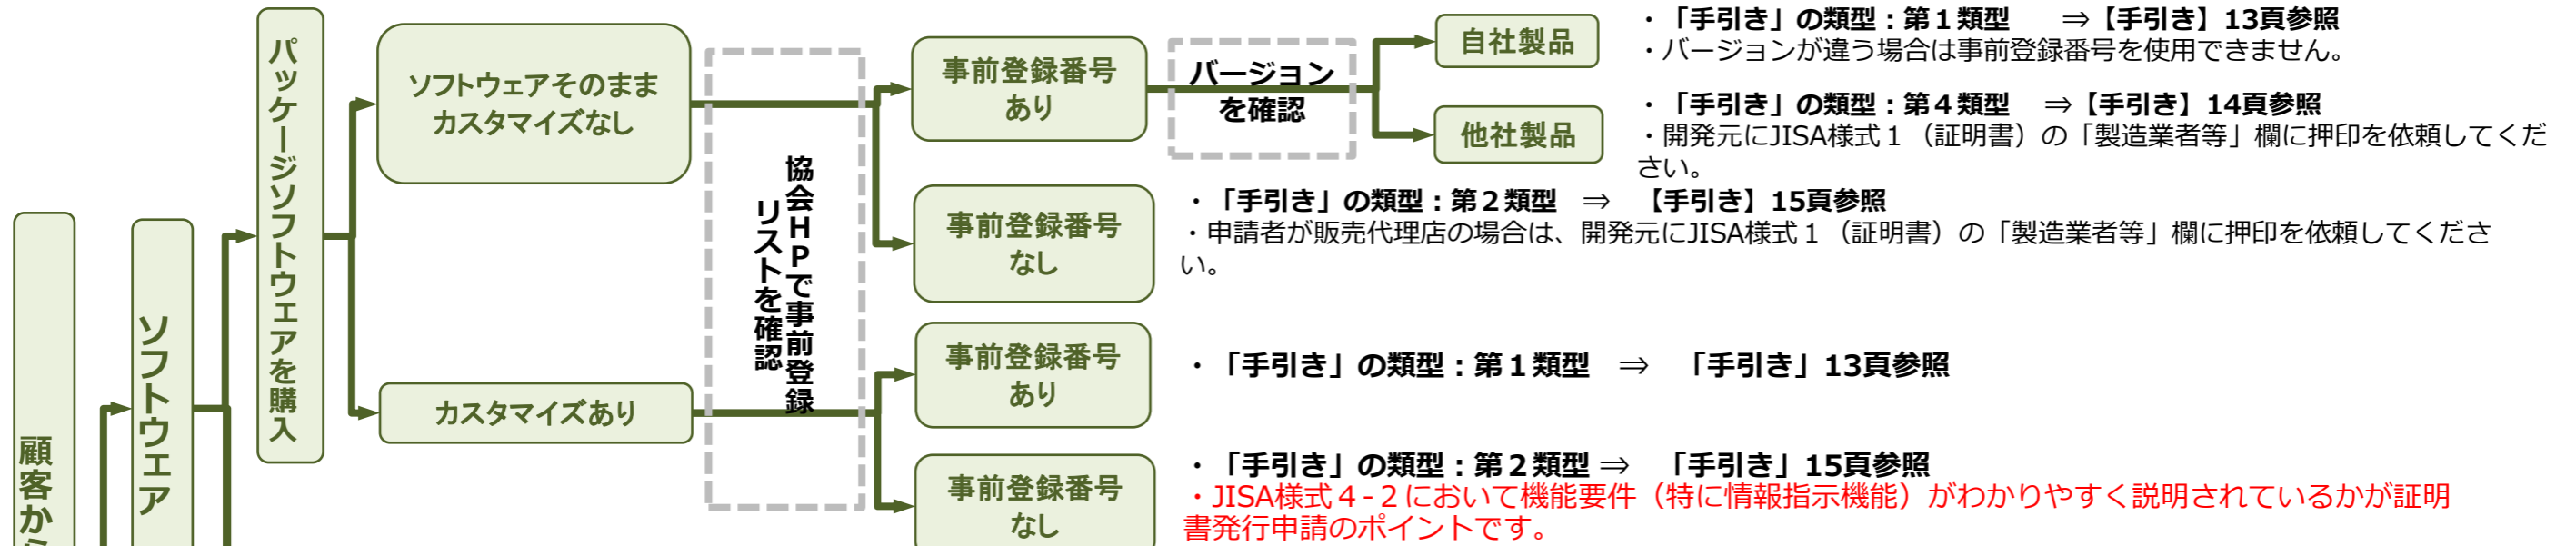 顧客か
ソフトウェア
パッケージソフトウェアを購入
ソフトウェアそのまま
カスタマイズなし
カスタマイズあり
協会HPで事前登録
リストを確認
事前登録番号
あり
バージョン
を確認
自社製品
・「手引き」の類型：第１類型　　⇒【手引き】13頁参照
・バージョンが違う場合は事前登録番号を使用できません。
他社製品
・「手引き」の類型：第４類型　⇒【手引き】14頁参照
・開発元にJISA様式１（証明書）の「製造業者等」欄に押印を依頼してくだ
さい。
事前登録番号
なし
・「手引き」の類型：第２類型　⇒　【手引き】15頁参照
・申請者が販売代理店の場合は、開発元にJISA様式１（証明書）の「製造業者等」欄に押印を依頼してくださ
い。
事前登録番号
あり
・「手引き」の類型：第１類型　⇒　「手引き」13頁参照
事前登録番号
なし
・「手引き」の類型：第２類型 ⇒　「手引き」15頁参照
・JISA様式４-２において機能要件（特に情報指示機能）がわかりやすく説明されているかが証明
書発行申請のポイントです。